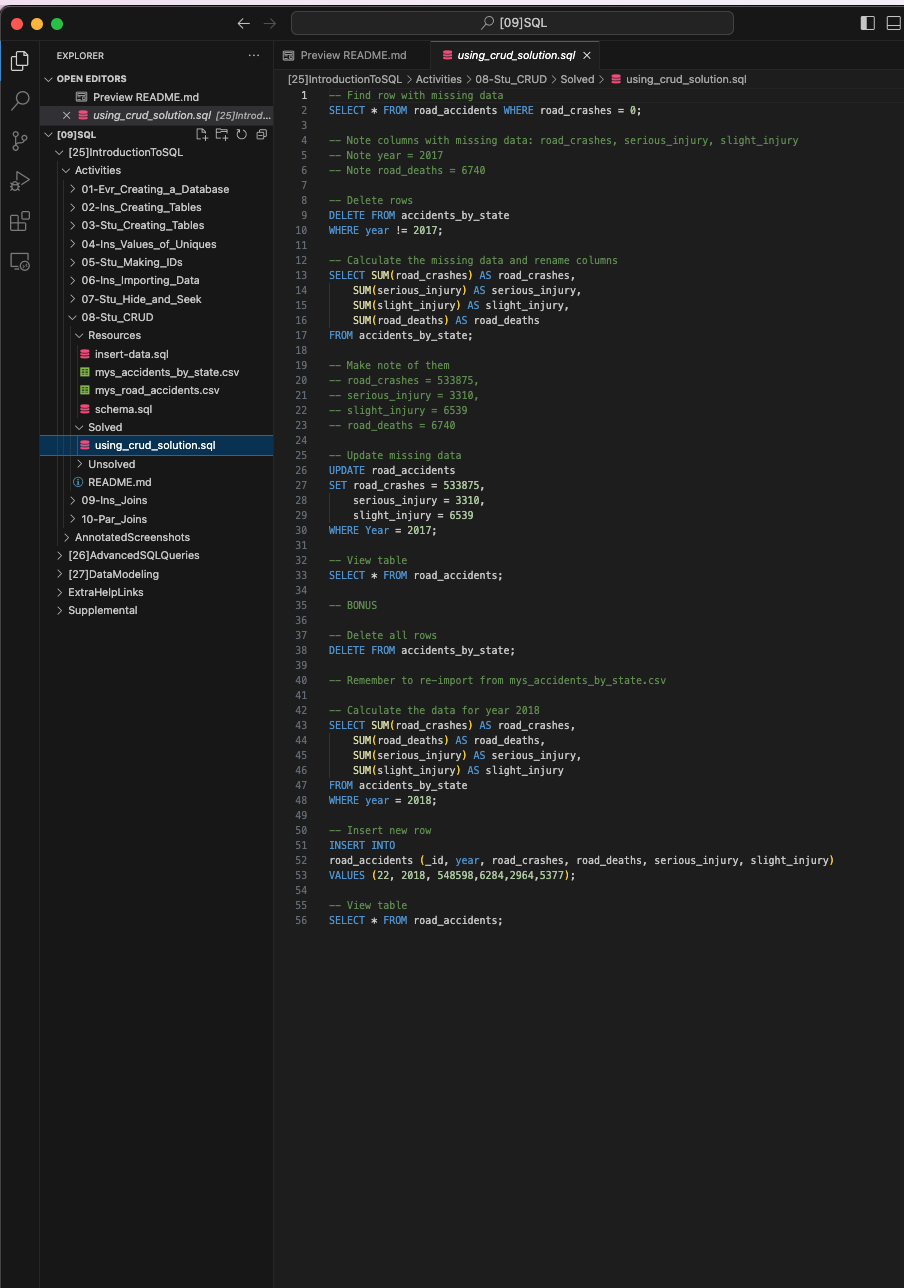 [09]SQL
EXPLORER
OPEN EDITORS
Preview README.md
using_crud_solution.sql [25]Introd...
[09]SQL
[25]IntroductionToSQL
Activities
01-Evr_Creating_a_Database
02-Ins_Creating_Tables
03-Stu_Creating_Tables
04-Ins_Values_of_Uniques
05-Stu_Making_IDs
06-Ins_Importing_Data
07-Stu_Hide_and_Seek
08-Stu_CRUD
Resources
insert-data.sql
mys_accidents_by_state.csv
mys_road_accidents.csv
schema.sql
Solved
using_crud_solution.sql
Unsolved
README.md
09-Ins_Joins
10-Par_Joins
AnnotatedScreenshots
[26]AdvancedSQLQueries
[27]DataModeling
ExtraHelpLinks
Supplemental
Preview README.md
using_crud_solution.sql
[25]IntroductionToSQL > Activities > 08-Stu_CRUD > Solved > using_crud_solution.sql
1 -- Find row with missing data
2 SELECT * FROM road_accidents WHERE road_crashes = 0;
3
4 -- Note columns with missing data: road_crashes, serious_injury, slight_injury
5 -- Note year = 2017
6 -- Note road_deaths = 6740
7
8 -- Delete rows
9 DELETE FROM accidents_by_state
10 WHERE year != 2017;
11
12 -- Calculate the missing data and rename columns
13 SELECT SUM(road_crashes) AS road_crashes,
14 SUM(serious_injury) AS serious_injury,
15 SUM(slight_injury) AS slight_injury,
16 SUM(road_deaths) AS road_deaths
17 FROM accidents_by_state;
18
19 -- Make note of them
20 -- road_crashes = 533875,
21 -- serious_injury = 3310,
22 -- slight_injury = 6539
23 -- road_deaths = 6740
24
25 -- Update missing data
26 UPDATE road_accidents
27 SET road_crashes = 533875,
28 serious_injury = 3310,
29 slight_injury = 6539
30 WHERE Year = 2017;
31
32 -- View table
33 SELECT * FROM road_accidents;
34
35 -- BONUS
36
37 -- Delete all rows
38 DELETE FROM accidents_by_state;
39
40 -- Remember to re-import from mys_accidents_by_state.csv
41
42 -- Calculate the data for year 2018
43 SELECT SUM(road_crashes) AS road_crashes,
44 SUM(road_deaths) AS road_deaths,
45 SUM(serious_injury) AS serious_injury,
46 SUM(slight_injury) AS slight_injury
47 FROM accidents_by_state
48 WHERE year = 2018;
49
50 -- Insert new row
51 INSERT INTO
52 road_accidents (_id, year, road_crashes, road_deaths, serious_injury, slight_injury)
53 VALUES (22, 2018, 548598,6284,2964,5377);
54
55 -- View table
56 SELECT * FROM road_accidents;